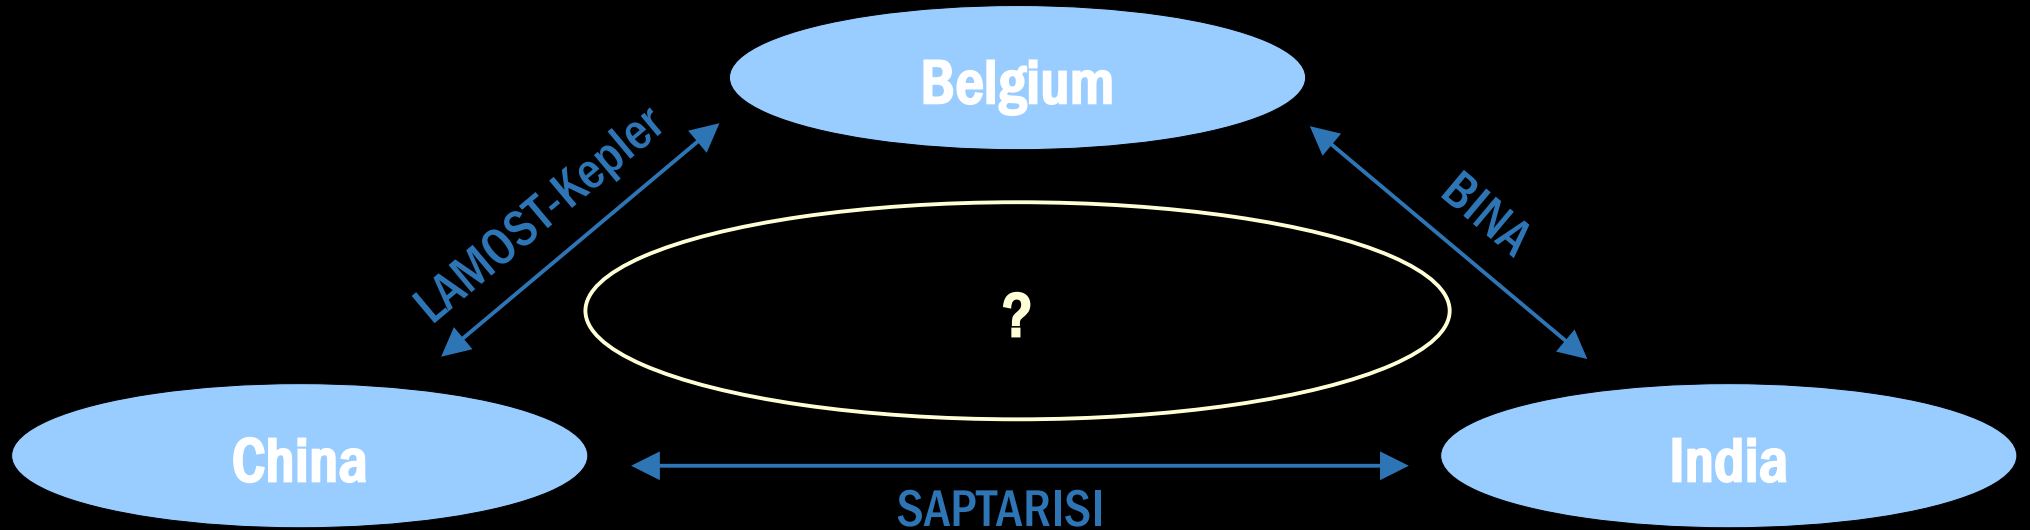 Belgium
LAMOST-Kepler
BINA
?
China
India
SAPTARISI